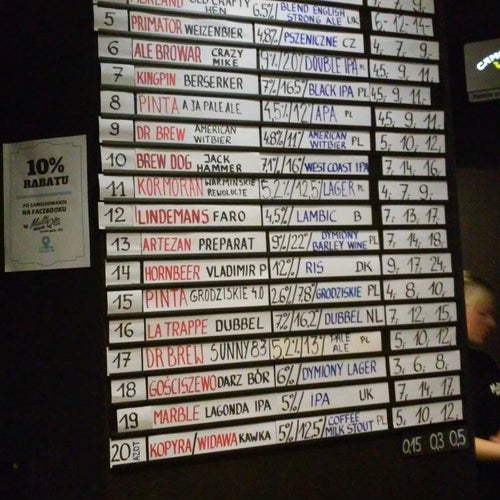 HEN 6.5%/ BLEND ENGLISH STRONG ALE UK 6,- 12,- 14,-
5 PRIMATOR WEIZENBIER 4,8%/ PSZENICZNE CZ 4,- 7,- 9,-
6 ALE BROWAR CRAZY MIKE 9%/20°/ DOUBLE IPA PL 4,5, 9,- 11,-
7 KINGPIN BERSERKER 7%/16,5°/ BLACK IPA PL 4,5, 9,- 11,-
8 PINTA A JA PALE ALE 4,5%/12°/ APA PL 4,5, 9,- 11,-
9 DR BREW AMERICAN WITBIER 4,8%/11°/ AMERICAN WITBIER PL 5,- 10,- 12,-
10 BREW DOG JACK HAMMER 7,1%/16°/ WEST COAST IPA 7,- 14,- 16,-
11 KORMORAN WARMIŃSKIE REWOLUCJE 5,2%/12,5°/ LAGER PL 4,- 7,- 9,-
12 LINDEMANS FARO 4,5%/ LAMBIC B 7,- 13,- 17,-
13 ARTEZAN PREPARAT 9%/22°/ DYMIONY BARLEY WINE PL 7,- 14,- 18,-
14 HORNBEER VLADIMIR P 12%/ RIS DK 9,- 17,- 24,-
15 PINTA GRODZISKIE 4.0 2,6%/7,8°/ GRODZISKIE PL 4,- 8,- 10,-
16 LA TRAPPE DUBBEL 7%/16,2°/ DUBBEL NL 7,- 12,- 15,-
17 DR BREW SUNNY 83 5,2%/13°/ PALE ALE PL 5,- 10,- 12,-
18 GOŚCISZEWO DARZ BÓR 6%/ DYMIONY LAGER 3,- 6,- 8,-
19 MARBLE LAGONDA IPA 5%/ IPA UK 7,- 14,- 17,-
20 AZOT KOPYRA/WIDAWA KAWKA 5%/12,5°/ COFFEE MILK STOUT PL 5,- 10,- 12,-
0,15 0,3 0,5
10%
RABATU
PO ZAMELDOWANIU
NA FACEBOOKU